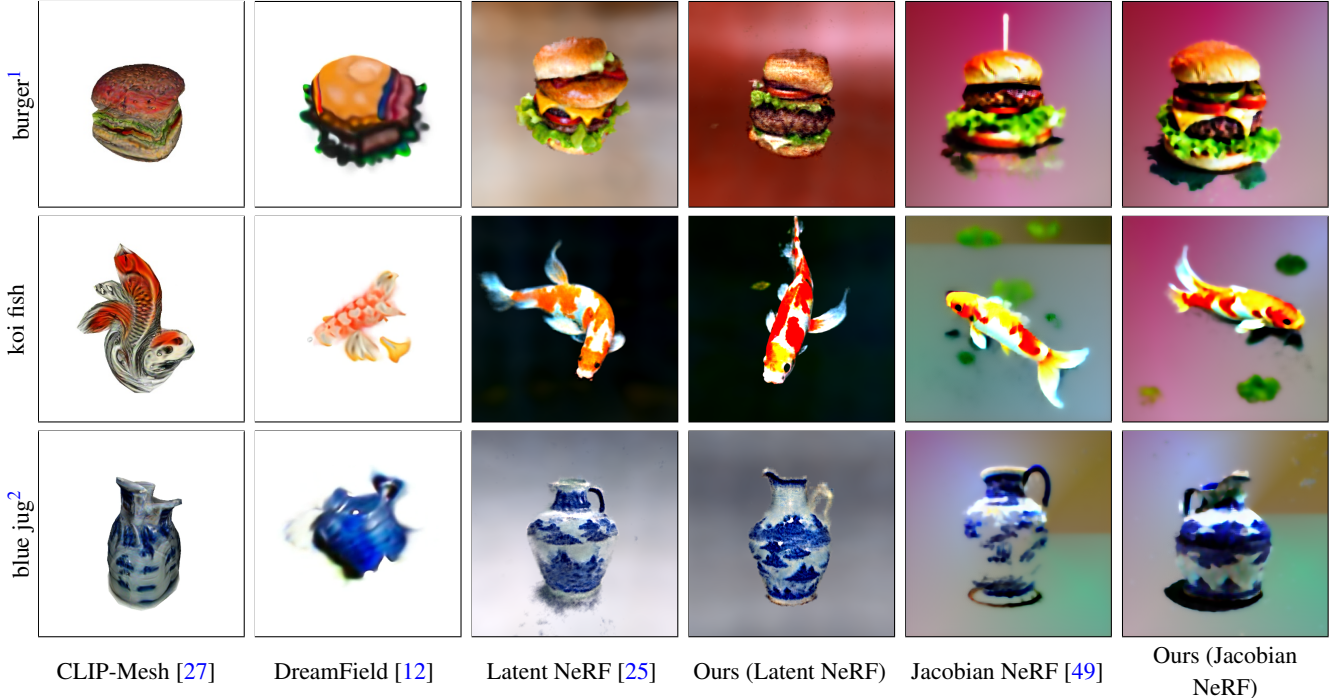 burger1
koi fish
blue jug2
CLIP-Mesh [27]
DreamField [12]
Latent NeRF [25]
Ours (Latent NeRF)
Jacobian NeRF [49]
Ours (Jacobian
NeRF)